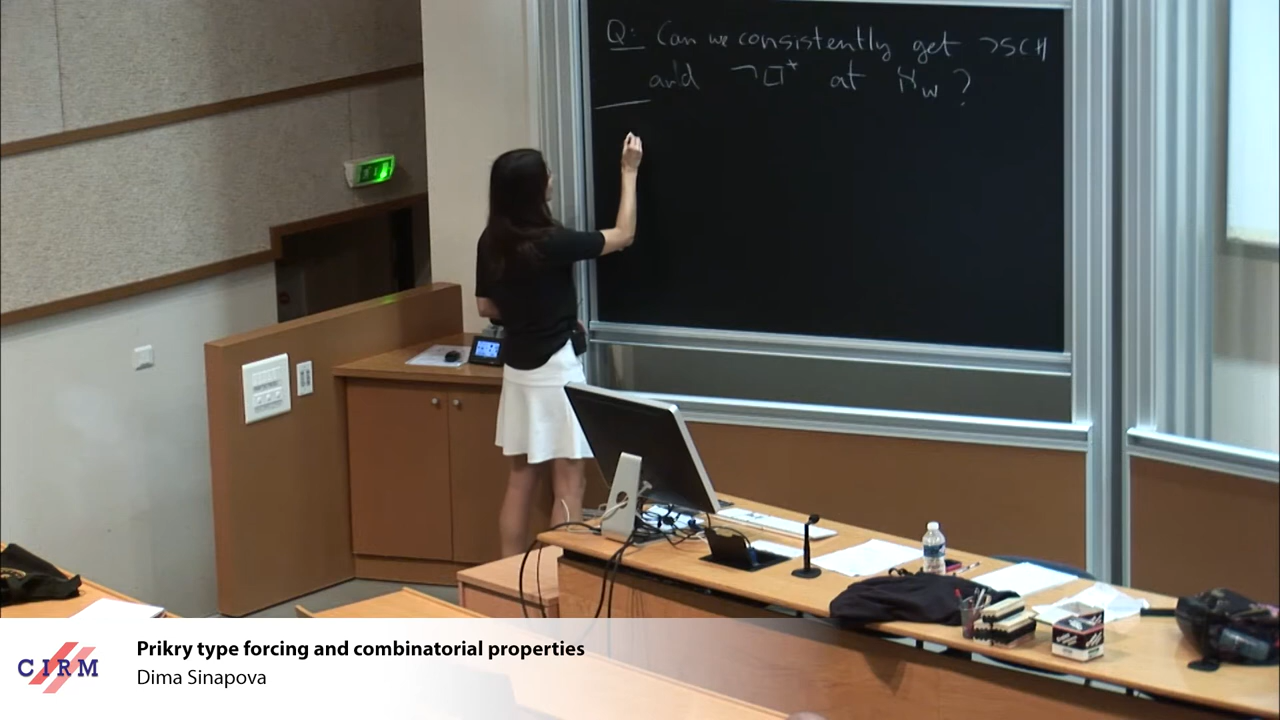 Q: Can we consistently get ¬SCH
and ¬□* at ℵω ?
CIRM
Prikry type forcing and combinatorial properties
Dima Sinapova